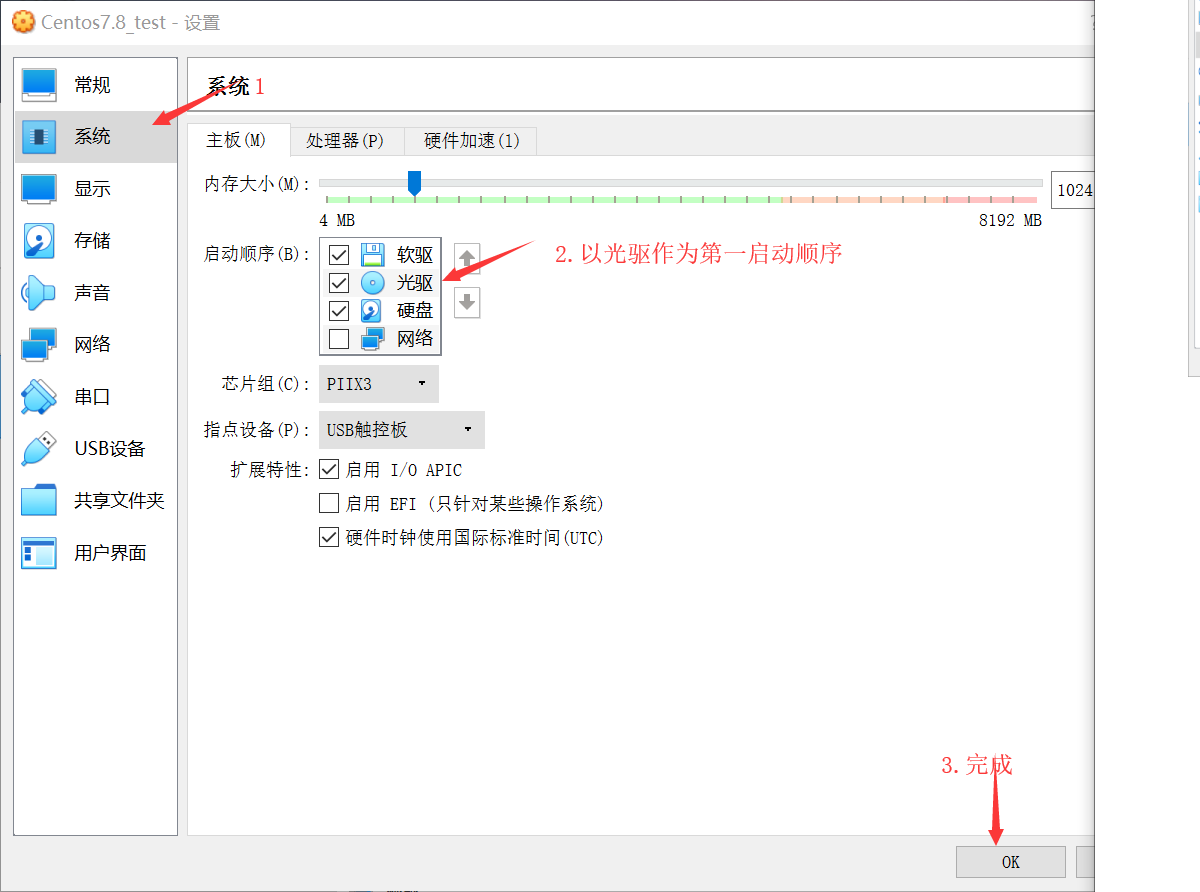 Centos7.8_test - 设置
常规
系统
显示
存储
声音
网络
串口
USB设备
共享文件夹
用户界面
系统 1
主板(M) 处理器(P) 硬件加速(l)
内存大小(M): 1024
4 MB 8192 MB
启动顺序(B): 软驱
光驱
硬盘
网络
2.以光驱作为第一启动顺序
芯片组(C): PIIX3
指点设备(P): USB触控板
扩展特性: 启用 I/O APIC
启用 EFI (只针对某些操作系统)
硬件时钟使用国际标准时间(UTC)
3.完成
OK